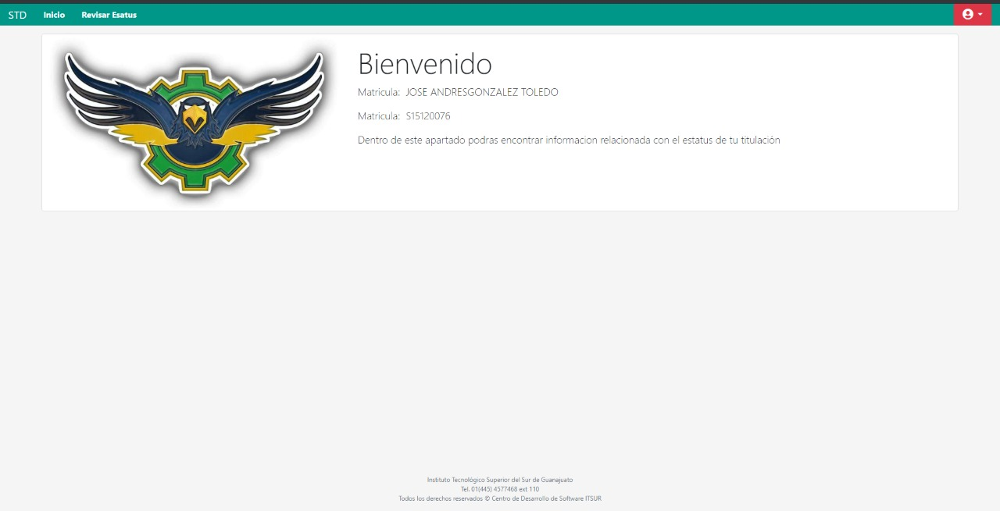 STD Inicio Revisar Esatus
Bienvenido
Matricula: JOSE ANDRESGONZALEZ TOLEDO
Matricula: S15120076
Dentro de este apartado podras encontrar informacion relacionada con el estatus de tu titulación
Instituto Tecnológico Superior del Sur de Guanajuato
Tel. 01(445) 4577468 ext 110
Todos los derechos reservados © Centro de Desarrollo de Software ITSUR